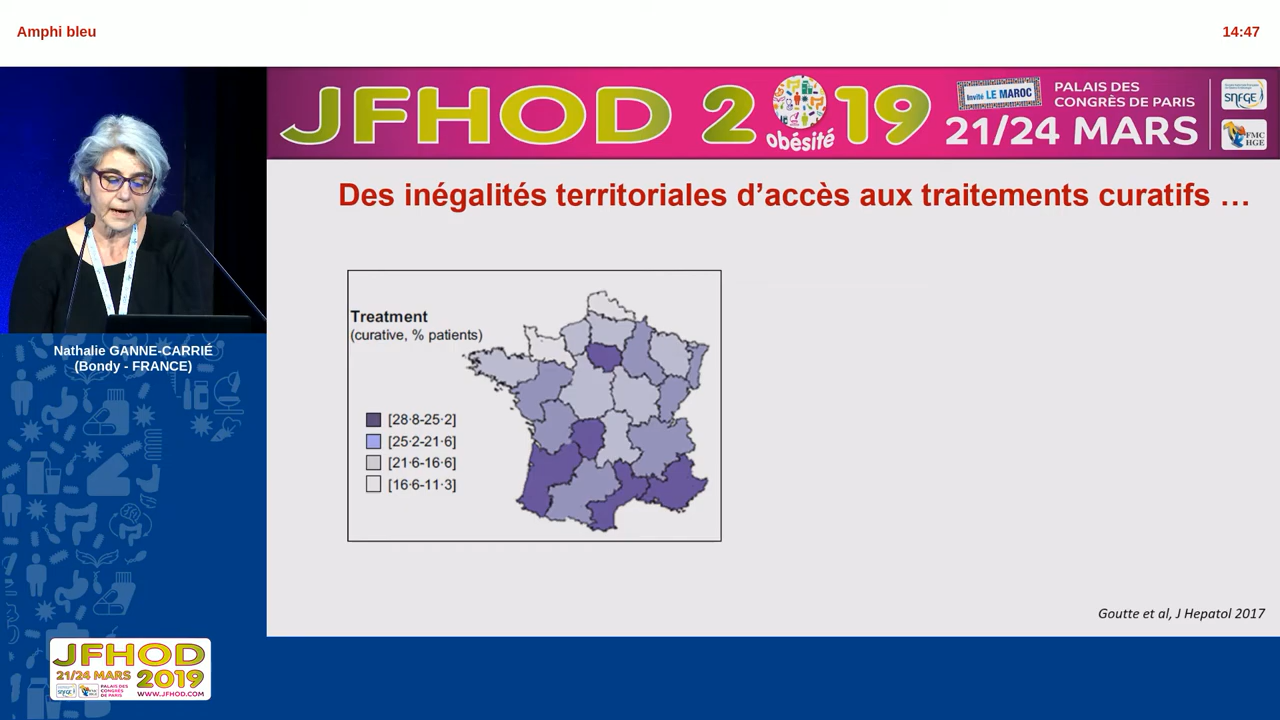 Amphi bleu
14:47
JFHOD 2019
obésité
Invité LE MAROC
PALAIS DES
CONGRÈS DE PARIS
21/24 MARS
SNFGE
FMC
HGE
Des inégalités territoriales d’accès aux traitements curatifs …
Treatment
(curative, % patients)
[28·8-25·2]
[25·2-21·6]
[21·6-16·6]
[16·6-11·3]
Nathalie GANNE-CARRIÉ
(Bondy - FRANCE)
Goutte et al, J Hepatol 2017
JFHOD
21/24 MARS 2019
PALAIS DES
CONGRÈS
DE PARIS
WWW.JFHOD.COM